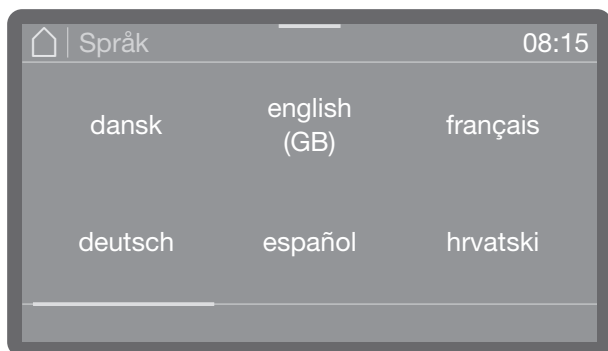 Språk 08:15
dansk english (GB) français
deutsch español hrvatski